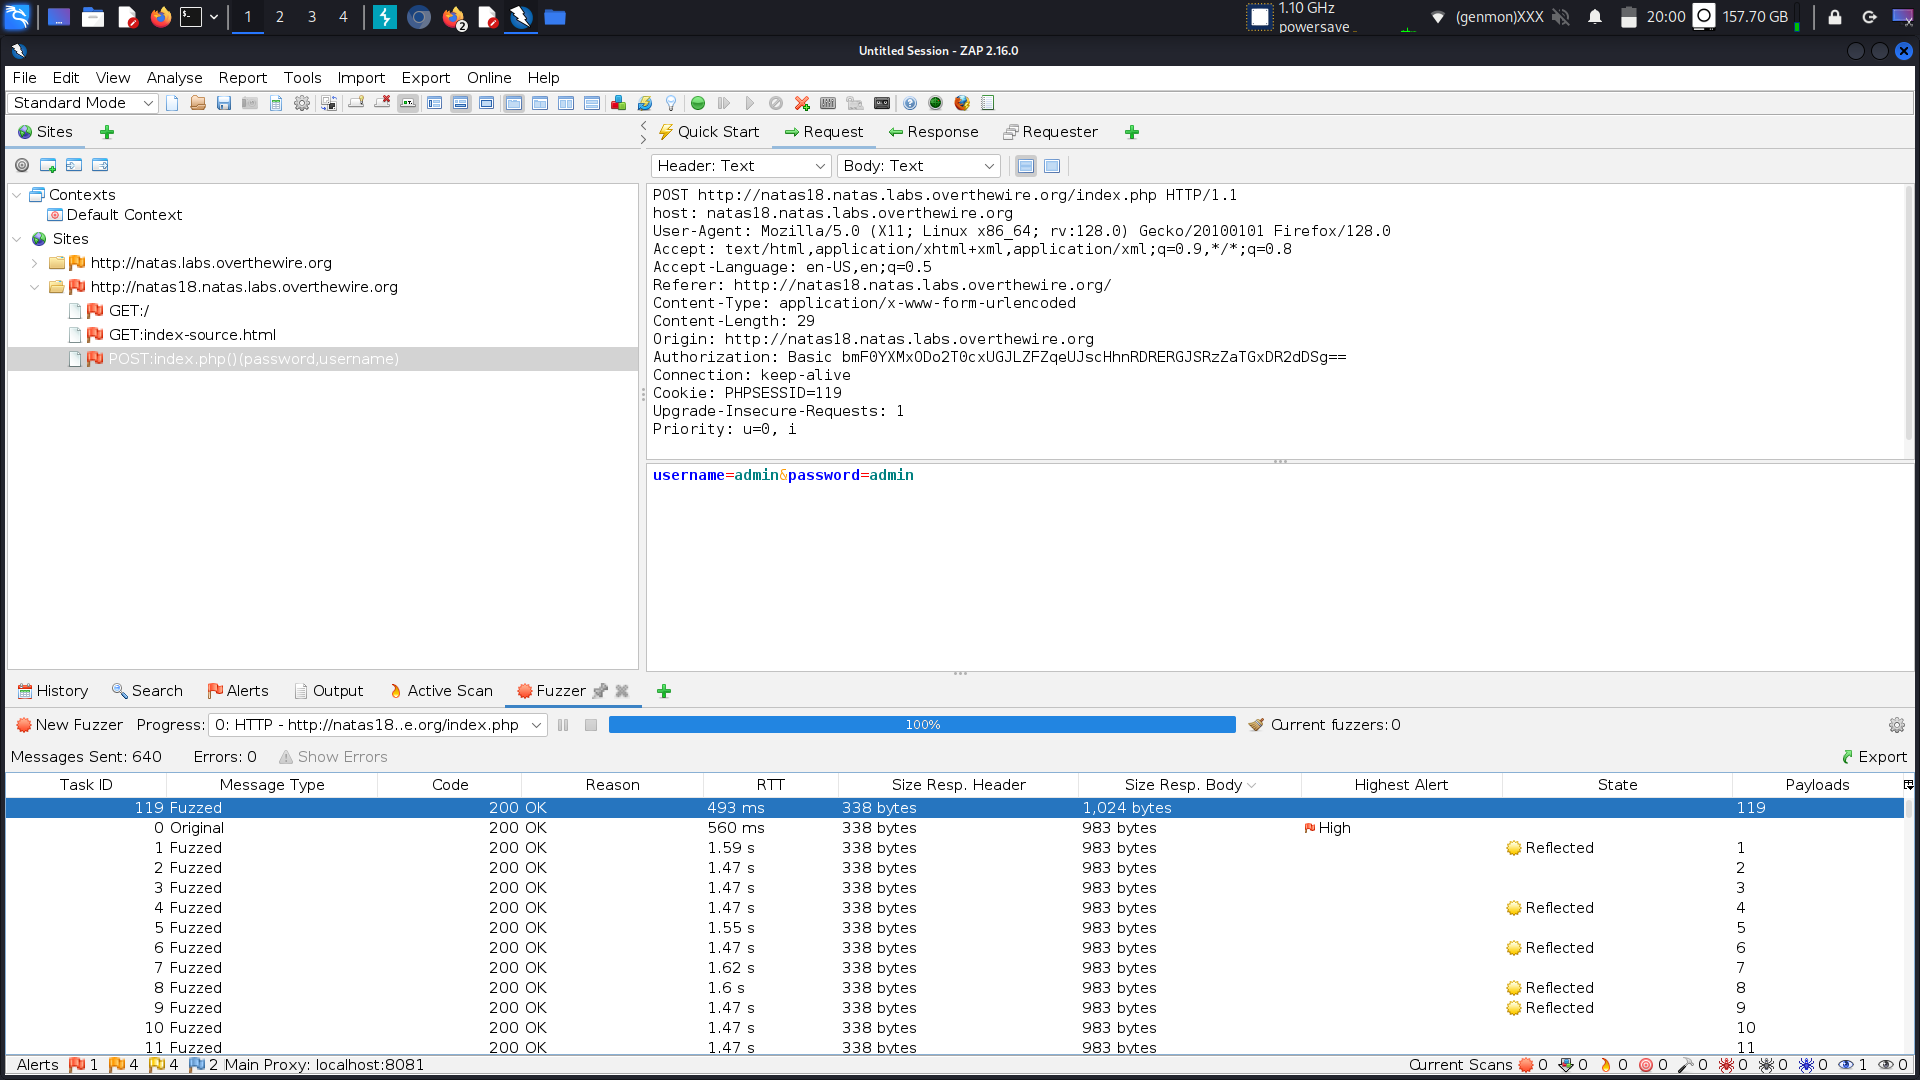 1 2 3 4 2 1.10 GHz powersave (genmon)XXX 20:00 157.70 GB
Untitled Session - ZAP 2.16.0
File Edit View Analyse Report Tools Import Export Online Help
Standard Mode
Sites
Quick Start Request Response Requester
Header: Text Body: Text
Contexts
Default Context
Sites
http://natas.labs.overthewire.org
http://natas18.natas.labs.overthewire.org
GET:/
GET:index-source.html
POST:index.php()(password,username)
POST http://natas18.natas.labs.overthewire.org/index.php HTTP/1.1
host: natas18.natas.labs.overthewire.org
User-Agent: Mozilla/5.0 (X11; Linux x86_64; rv:128.0) Gecko/20100101 Firefox/128.0
Accept: text/html,application/xhtml+xml,application/xml;q=0.9,*/*;q=0.8
Accept-Language: en-US,en;q=0.5
Referer: http://natas18.natas.labs.overthewire.org/
Content-Type: application/x-www-form-urlencoded
Content-Length: 29
Origin: http://natas18.natas.labs.overthewire.org
Authorization: Basic bmF0YXMxODo2T0cxUGJLZFZqeUJscHhnRDRERGJSRzZaTGxDR2dDSg==
Connection: keep-alive
Cookie: PHPSESSID=119
Upgrade-Insecure-Requests: 1
Priority: u=0, i
username=admin&password=admin
History Search Alerts Output Active Scan Fuzzer
New Fuzzer Progress: 0: HTTP - http://natas18..e.org/index.php 100% Current fuzzers: 0
Messages Sent: 640 Errors: 0 Show Errors Export
Task ID Message Type Code Reason RTT Size Resp. Header Size Resp. Body Highest Alert State Payloads
119 Fuzzed 200 OK 493 ms 338 bytes 1,024 bytes 119
0 Original 200 OK 560 ms 338 bytes 983 bytes High
1 Fuzzed 200 OK 1.59 s 338 bytes 983 bytes Reflected 1
2 Fuzzed 200 OK 1.47 s 338 bytes 983 bytes 2
3 Fuzzed 200 OK 1.47 s 338 bytes 983 bytes 3
4 Fuzzed 200 OK 1.47 s 338 bytes 983 bytes Reflected 4
5 Fuzzed 200 OK 1.55 s 338 bytes 983 bytes 5
6 Fuzzed 200 OK 1.47 s 338 bytes 983 bytes Reflected 6
7 Fuzzed 200 OK 1.62 s 338 bytes 983 bytes 7
8 Fuzzed 200 OK 1.6 s 338 bytes 983 bytes Reflected 8
9 Fuzzed 200 OK 1.47 s 338 bytes 983 bytes Reflected 9
10 Fuzzed 200 OK 1.47 s 338 bytes 983 bytes 10
11 Fuzzed 200 OK 1.47 s 338 bytes 983 bytes 11
Alerts 1 4 4 2 Main Proxy: localhost:8081 Current Scans 0 0 0 0 0 0 0 0 1 0